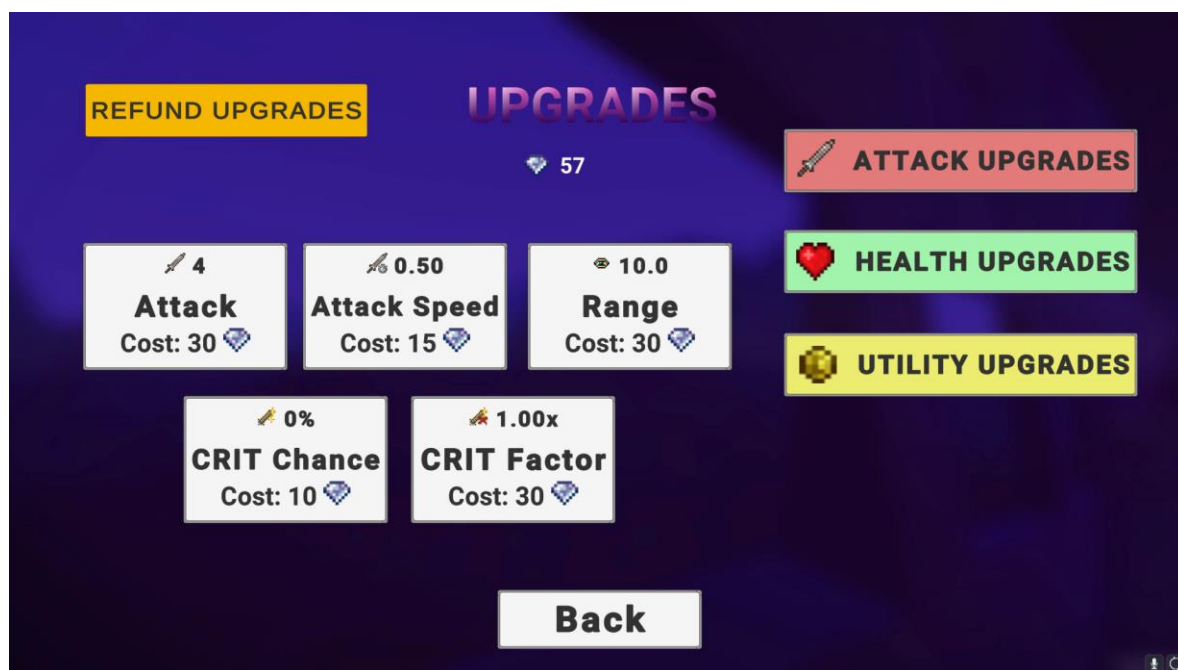 REFUND UPGRADES
UPGRADES
57
ATTACK UPGRADES
HEALTH UPGRADES
UTILITY UPGRADES
4
Attack
Cost: 30
0.50
Attack Speed
Cost: 15
10.0
Range
Cost: 30
0%
CRIT Chance
Cost: 10
1.00x
CRIT Factor
Cost: 30
Back